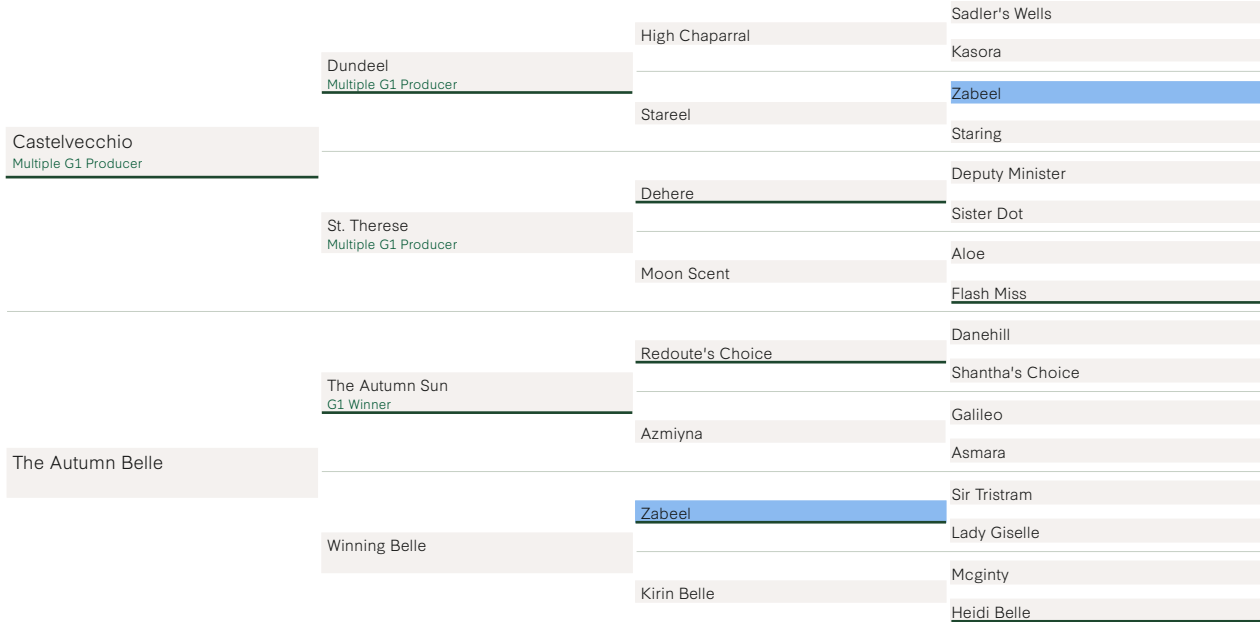 Castelvecchio
Multiple G1 Producer
The Autumn Belle
Dundeel
Multiple G1 Producer
St. Therese
Multiple G1 Producer
The Autumn Sun
G1 Winner
Winning Belle
High Chaparral
Stareel
Dehere
Moon Scent
Redoute's Choice
Azmiyna
Zabeel
Kirin Belle
Sadler's Wells
Kasora
Zabeel
Staring
Deputy Minister
Sister Dot
Aloe
Flash Miss
Danehill
Shantha's Choice
Galileo
Asmara
Sir Tristram
Lady Giselle
Mcginty
Heidi Belle